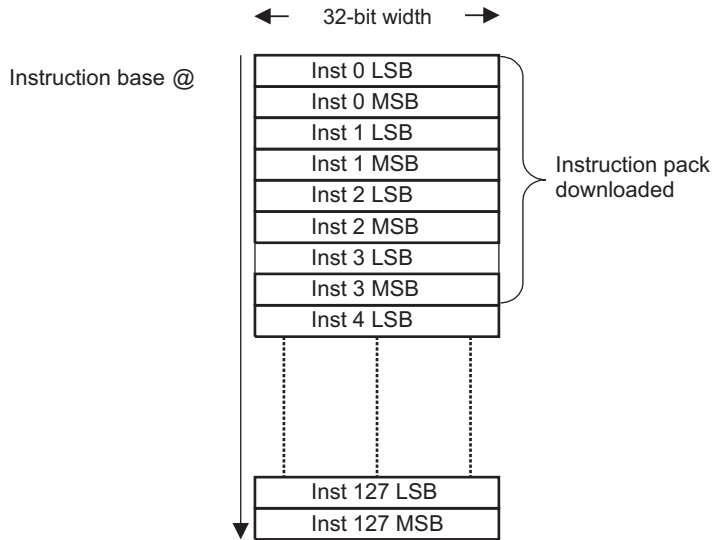 32-bit width
Instruction base @
Inst 0 LSB
Inst 0 MSB
Inst 1 LSB
Inst 1 MSB
Inst 2 LSB
Inst 2 MSB
Inst 3 LSB
Inst 3 MSB
Inst 4 LSB
Instruction pack
downloaded
Inst 127 LSB
Inst 127 MSB